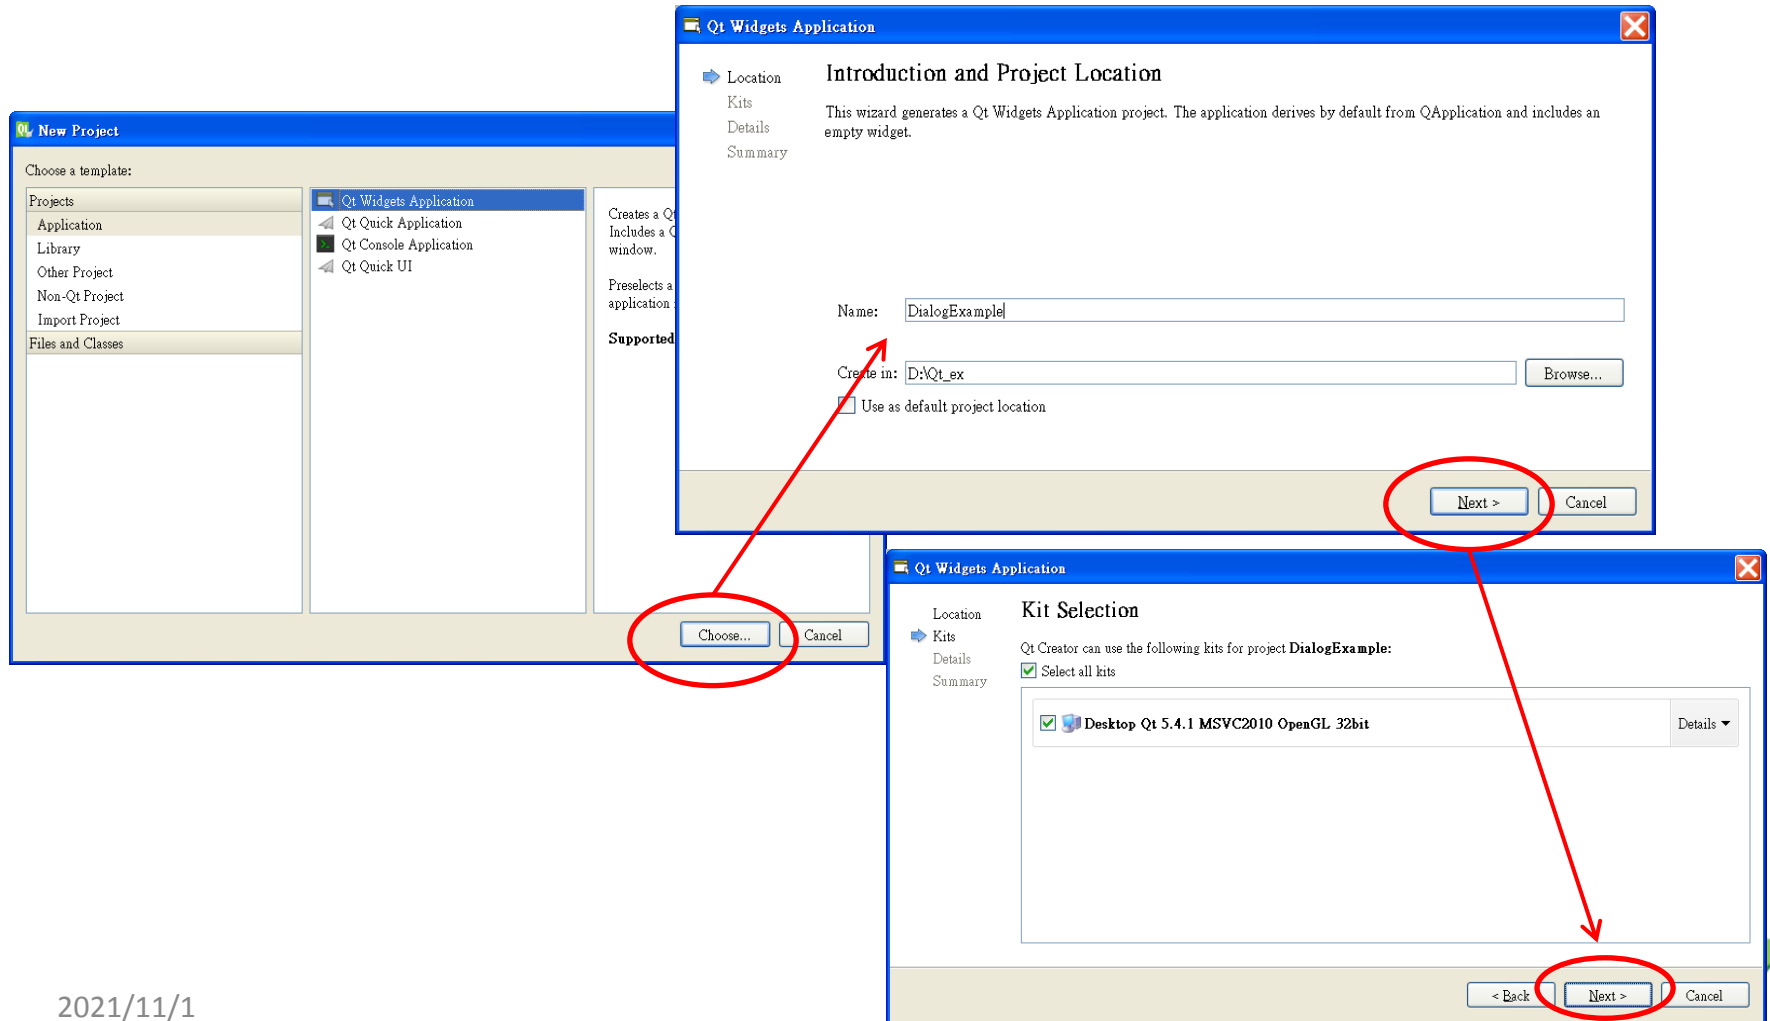 New Project
Choose a template:
Projects
Application
Library
Other Project
Non-Qt Project
Import Project
Files and Classes
Qt Widgets Application
Qt Quick Application
Qt Console Application
Qt Quick UI
Creates a Qt
Includes a
window.
Preselects a
application
Supported
Choose...
Cancel
Qt Widgets Application
Location
Kits
Details
Summary
Introduction and Project Location
This wizard generates a Qt Widgets Application project. The application derives by default from QApplication and includes an
empty widget.
Name: DialogExample
Create in: D:\Qt_ex
Browse...
Use as default project location
Next >
Cancel
Qt Widgets Application
Location
Kits
Details
Summary
Kit Selection
Qt Creator can use the following kits for project DialogExample:
Select all kits
Desktop Qt 5.4.1 MSVC2010 OpenGL 32bit
Details
< Back
Next >
Cancel
2021/11/1